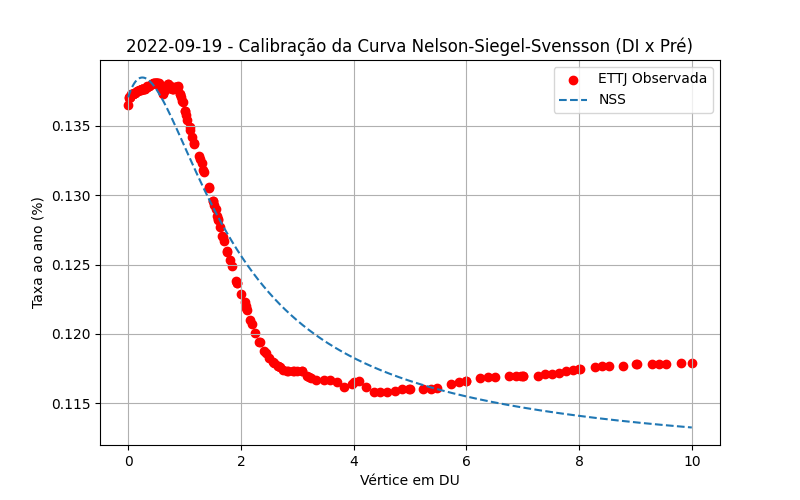 2022-09-19 - Calibração da Curva Nelson-Siegel-Svensson (DI x Pré)
ETTJ Observada
NSS
Taxa ao ano (%)
0.135
0.130
0.125
0.120
0.115
0 2 4 6 8 10
Vértice em DU